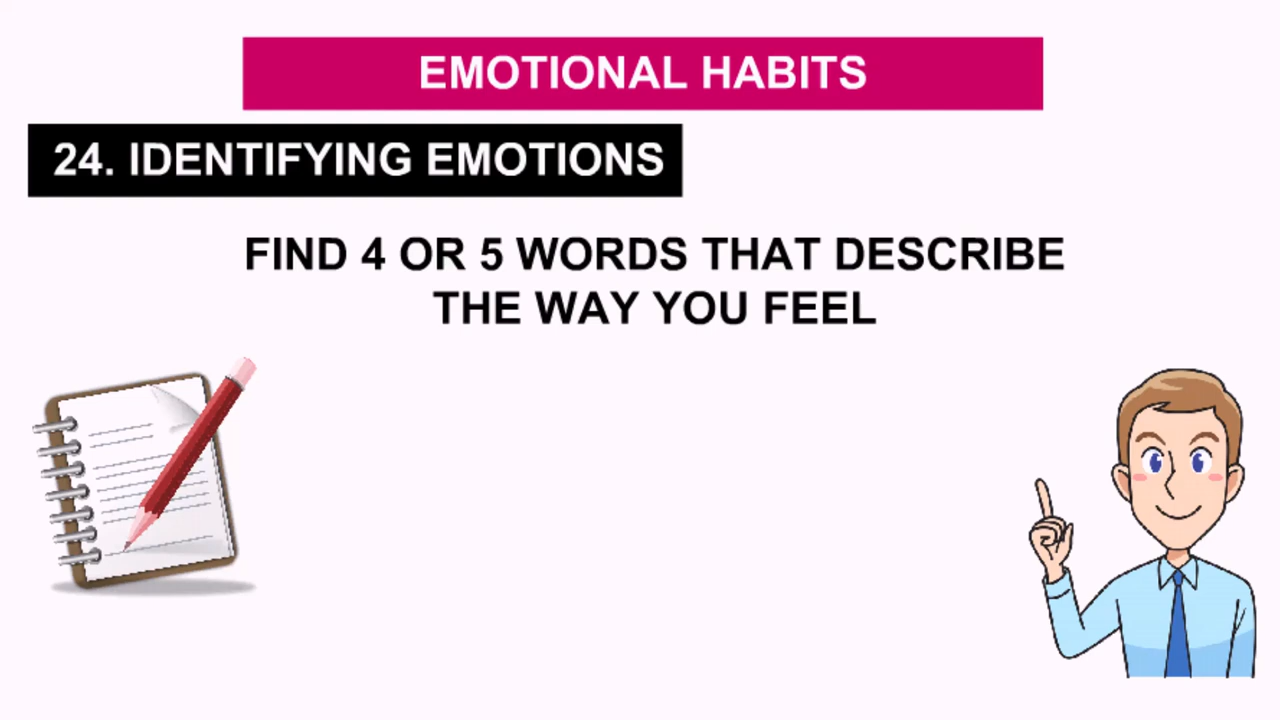 EMOTIONAL HABITS
24. IDENTIFYING EMOTIONS
FIND 4 OR 5 WORDS THAT DESCRIBE
THE WAY YOU FEEL